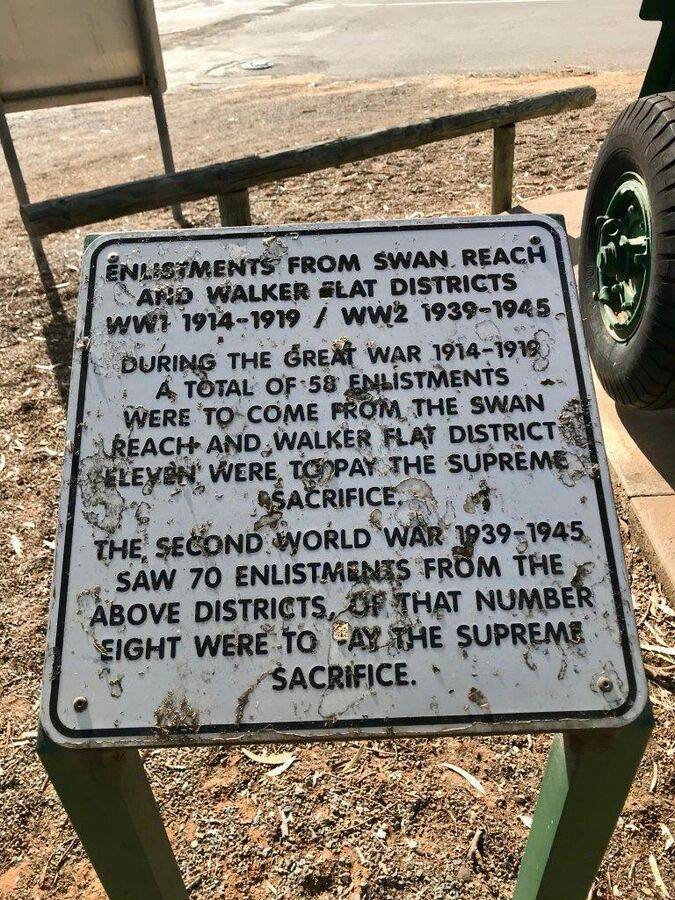 ENLISTMENTS FROM SWAN REACH
AND WALKER FLAT DISTRICTS
WW1 1914-1919 / WW2 1939-1945
DURING THE GREAT WAR 1914-1919
A TOTAL OF 58 ENLISTMENTS
WERE TO COME FROM THE SWAN
REACH AND WALKER FLAT DISTRICT
ELEVEN WERE TO PAY THE SUPREME
SACRIFICE.
THE SECOND WORLD WAR 1939-1945
SAW 70 ENLISTMENTS FROM THE
ABOVE DISTRICTS, OF THAT NUMBER
EIGHT WERE TO PAY THE SUPREME
SACRIFICE.